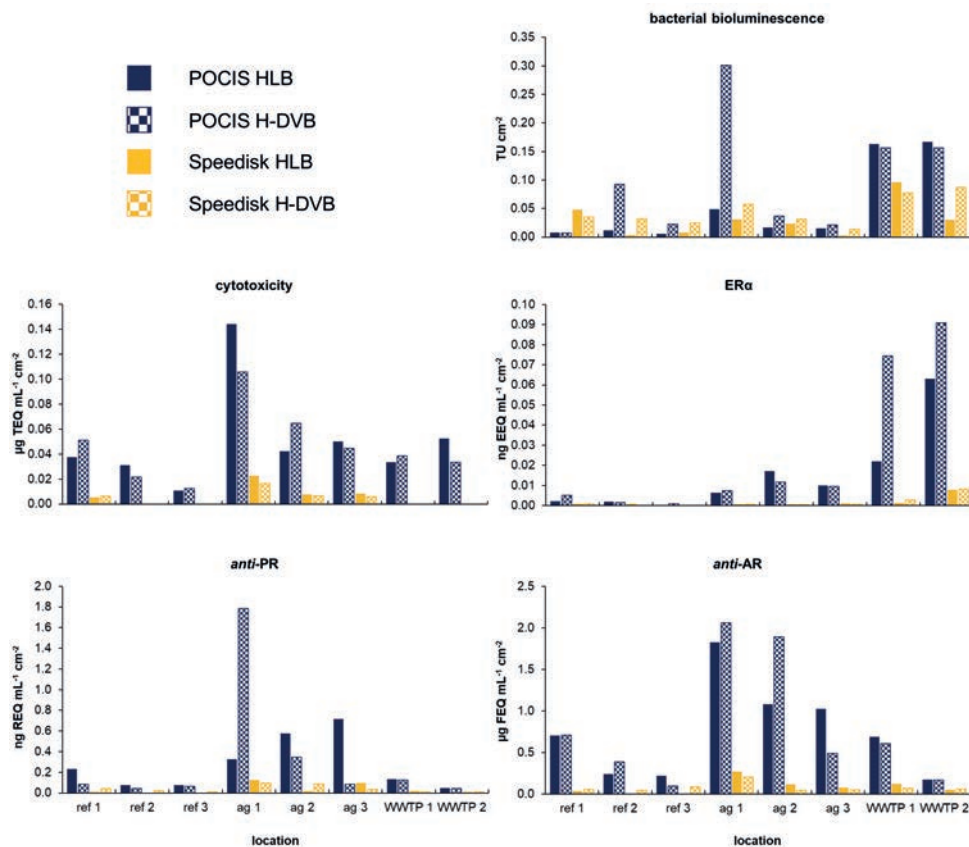 bacterial bioluminescence
POCIS HLB
POCIS H-DVB
Speedisk HLB
Speedisk H-DVB
TU cm-2
0.35
0.30
0.25
0.20
0.15
0.10
0.05
0.00
cytotoxicity
µg TEQ mL-1 cm-2
0.16
0.14
0.12
0.10
0.08
0.06
0.04
0.02
0.00
ERα
ng EEQ mL-1 cm-2
0.10
0.09
0.08
0.07
0.06
0.05
0.04
0.03
0.02
0.01
0.00
anti-PR
ng REQ mL-1 cm-2
2.0
1.8
1.6
1.4
1.2
1.0
0.8
0.6
0.4
0.2
0.0
ref 1 ref 2 ref 3 ag 1 ag 2 ag 3 WWTP 1 WWTP 2
location
anti-AR
µg FEQ mL-1 cm-2
2.5
2.0
1.5
1.0
0.5
0.0
ref 1 ref 2 ref 3 ag 1 ag 2 ag 3 WWTP 1 WWTP 2
location